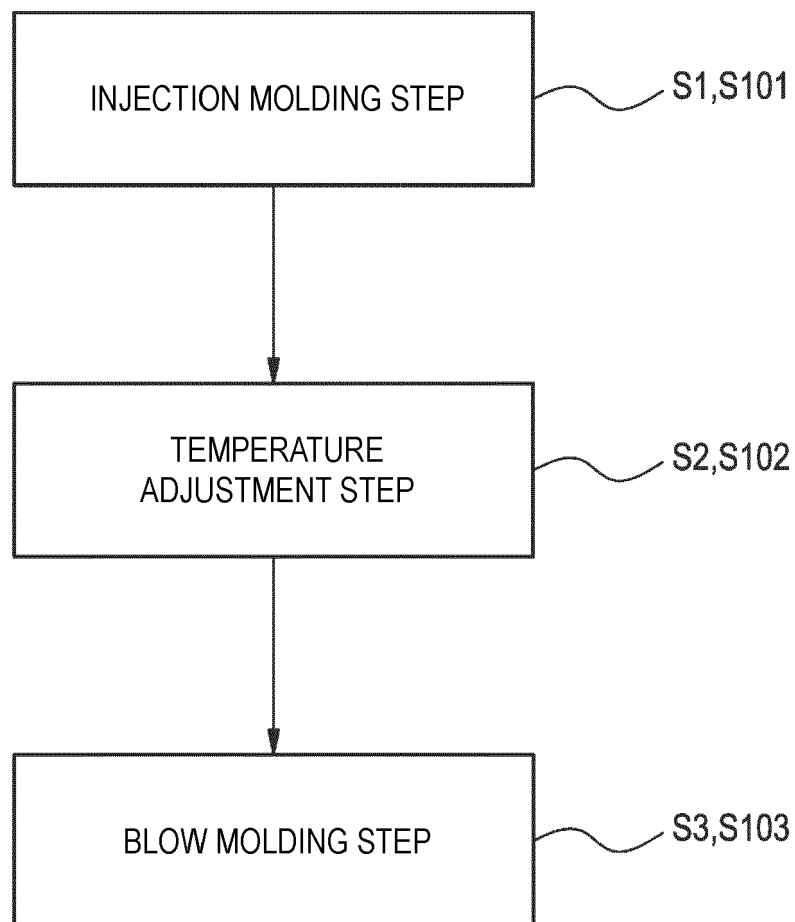 INJECTION MOLDING STEP
S1,S101
TEMPERATURE
ADJUSTMENT STEP
S2,S102
BLOW MOLDING STEP
S3,S103